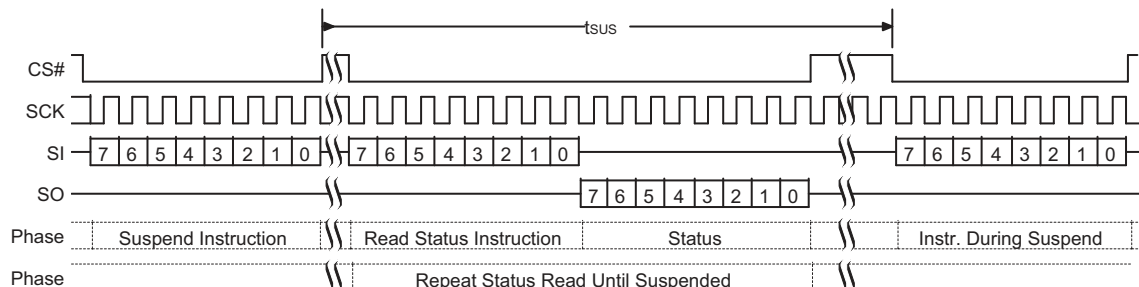 tSUS
CS#
SCK
SI 7 6 5 4 3 2 1 0 7 6 5 4 3 2 1 0 7 6 5 4 3 2 1 0
SO 7 6 5 4 3 2 1 0
Phase Suspend Instruction Read Status Instruction Status Instr. During Suspend
Phase Repeat Status Read Until Suspended